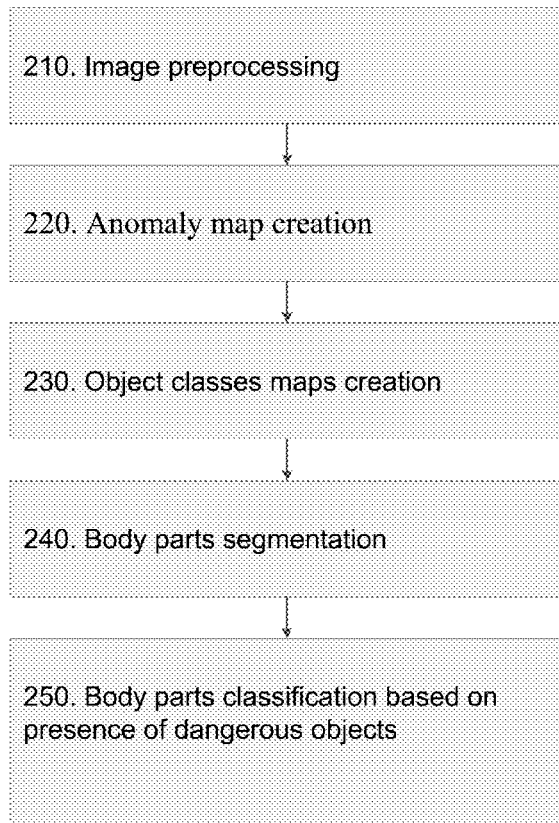 210. Image preprocessing
220. Anomaly map creation
230. Object classes maps creation
240. Body parts segmentation
250. Body parts classification based on
presence of dangerous objects